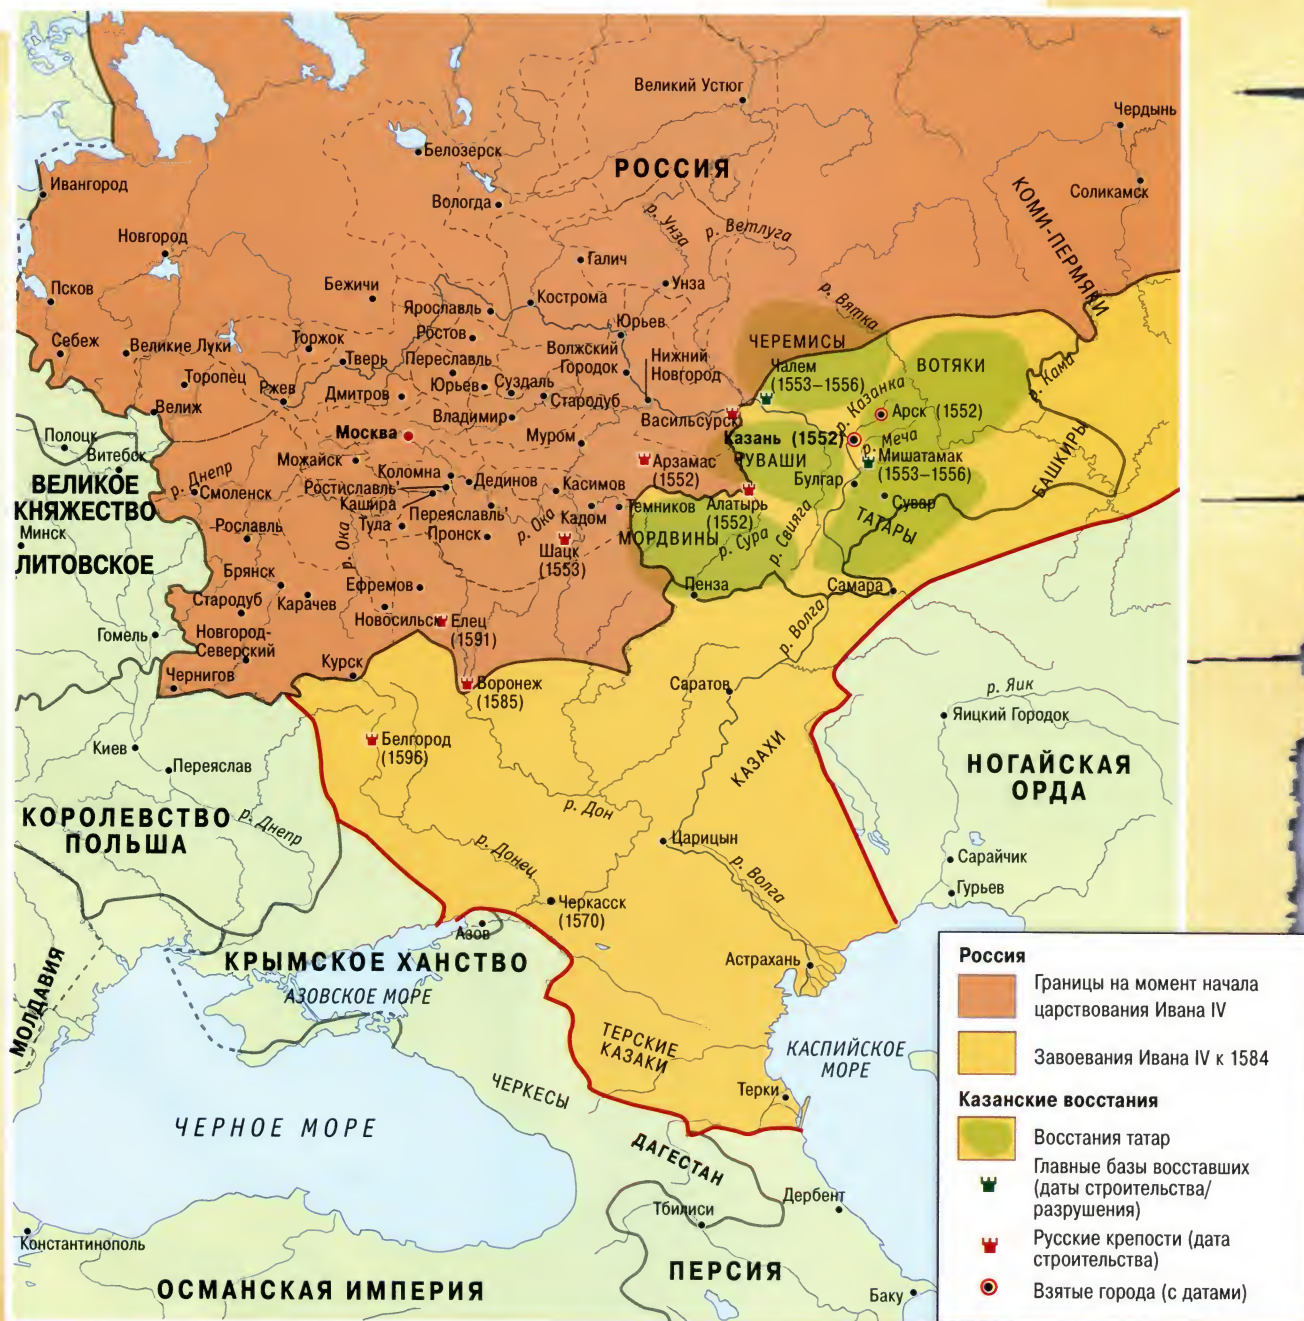 Великий Устюг
Чердынь
Белозерск
РОССИЯ
КОМИ-ПЕРМЯКИ
Ивангород
Соликамск
Вологда
р. Унза
р. Ветлуга
Новгород
Галич
Псков
Бежичи
Унза
Кострома
р. Вятка
Ярославль
Юрьев
Себеж
Великие Луки
Торжок
Ростов
ЧЕРЕМИСЫ
Тверь
Переславль
Волжский
Городок
Нижний
Новгород
Чалем
(1553–1556)
ВОТЯКИ
р. Кама
Торопец
Ржев
Дмитров
Юрьев
Суздаль
Стародуб
р. Казанка
Велиж
Владимир
Васильсурск
Арск (1552)
Москва
Муром
Казань (1552)
р. Меча
Полоцк
Витебск
Можайск
Коломна
Арзамас
(1552)
ЧУВАШИ
Мишатамак
(1553–1556)
БАШКИРЫ
р. Днепр
ВЕЛИКОЕ
КНЯЖЕСТВО
ЛИТОВСКОЕ
Смоленск
Ростиславль
Дединов
Касимов
Булгар
Кашира
Переяславль
Темников
Алатырь
(1552)
Сувар
Минск
Рославль
Тула
р. Ока
р. Ока
Кадом
ТАТАРЫ
Пронск
Шацк
(1553)
МОРДВИНЫ
р. Сура
р. Свияга
Брянск
Ефремов
Пенза
Самара
Стародуб
Карачев
Новосильск
Елец
(1591)
р. Волга
Гомель
Новгород-
Северский
Чернигов
Курск
Воронеж
(1585)
Саратов
р. Яик
Яицкий Городок
Киев
Белгород
(1596)
КАЗАХИ
НОГАЙСКАЯ
ОРДА
Переяслав
КОРОЛЕВСТВО
ПОЛЬША
р. Днепр
р. Дон
Царицын
р. Донец
р. Волга
Сарайчик
Гурьев
Черкасск
(1570)
Азов
МОЛДАВИЯ
КРЫМСКОЕ ХАНСТВО
Астрахань
АЗОВСКОЕ МОРЕ
ТЕРСКИЕ
КАЗАКИ
КАСПИЙСКОЕ
МОРЕ
ЧЕРКЕСЫ
Терки
ЧЕРНОЕ МОРЕ
ДАГЕСТАН
Тбилиси
Дербент
Константинополь
ОСМАНСКАЯ ИМПЕРИЯ
ПЕРСИЯ
Баку
Россия
Границы на момент начала
царствования Ивана IV
Завоевания Ивана IV к 1584
Казанские восстания
Восстания татар
Главные базы восставших
(даты строительства/
разрушения)
Русские крепости (дата
строительства)
Взятые города (с датами)